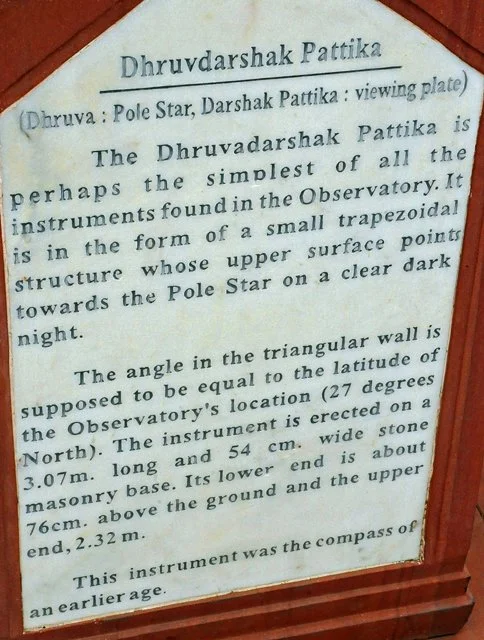 Dhruvdarshak Pattika
(Dhruva : Pole Star, Darshak Pattika : viewing plate)
The Dhruvadarshak Pattika is
perhaps the simplest of all the
instruments found in the Observatory. It
is in the form of a small trapezoidal
structure whose upper surface points
towards the Pole Star on a clear dark
night.
The angle in the triangular wall is
supposed to be equal to the latitude of
the Observatory's location (27 degrees
North). The instrument is erected on a
3.07m. long and 54 cm. wide stone
masonry base. Its lower end is about
76cm. above the ground and the upper
end, 2.32 m.
This instrument was the compass of
an earlier age.